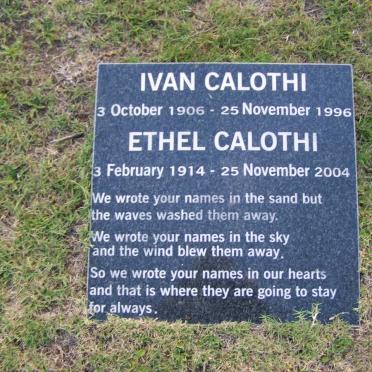 IVAN CALOTHI
3 October 1906 - 25 November 1996
ETHEL CALOTHI
3 February 1914 - 25 November 2004
We wrote your names in the sand but
the waves washed them away.
We wrote your names in the sky
and the wind blew them away.
So we wrote your names in our hearts
and that is where they are going to stay
for always.